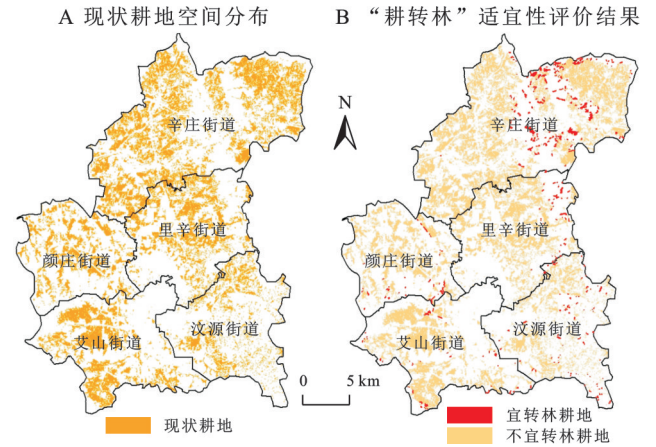 A 现状耕地空间分布
B “耕转林”适宜性评价结果
N
辛庄街道
辛庄街道
里辛街道
里辛街道
颜庄街道
颜庄街道
汶源街道
汶源街道
艾山街道
艾山街道
0 5 km
现状耕地
宜转林耕地
不宜转林耕地